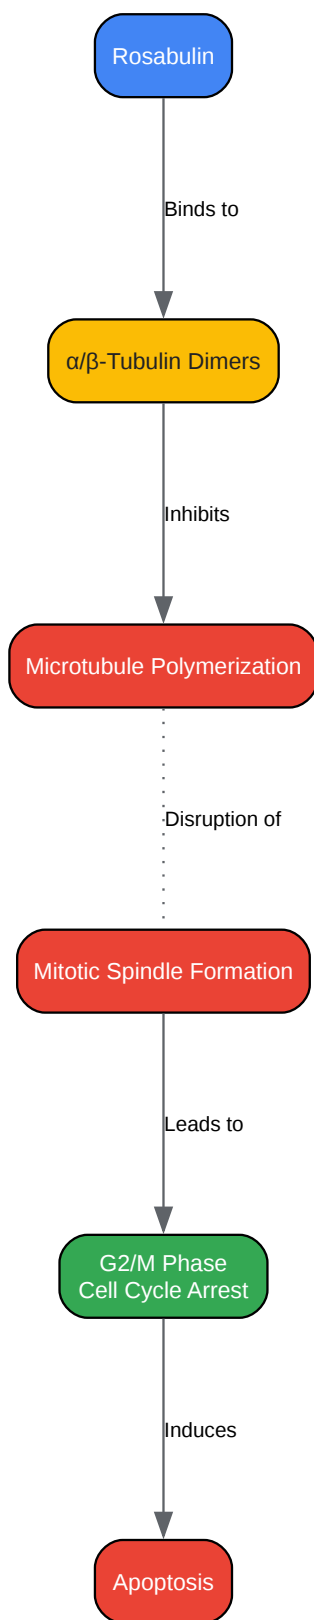 Rosabulin
Binds to
α/β-Tubulin Dimers
Inhibits
Microtubule Polymerization
Disruption of
Mitotic Spindle Formation
Leads to
G2/M Phase
Cell Cycle Arrest
Induces
Apoptosis